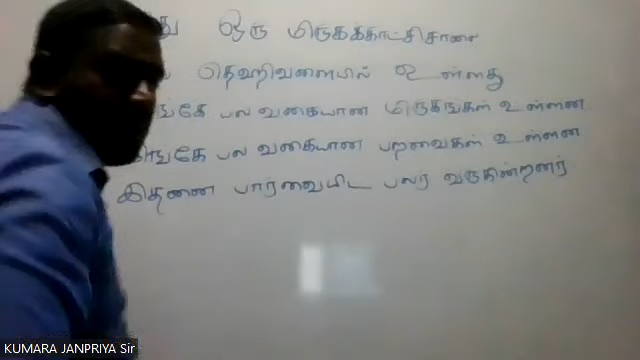 ஒரு மிருகக்காட்சிசாலை
தெஹிவளையில் உள்ளது
பல வகையான மிருகங்கள் உள்ளன
பல வகையான பறவைகள் உள்ளன
இதனை பார்வையிட பலர் வருகின்றனர்
KUMARA JANPRIYA Sir